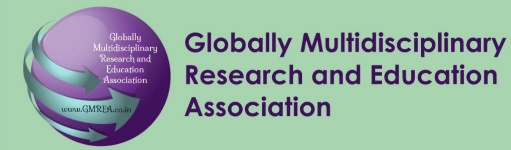 Globally
Multidisciplinary
Research and
Education
Association
www.GMREA.co.in
Globally Multidisciplinary
Research and Education
Association